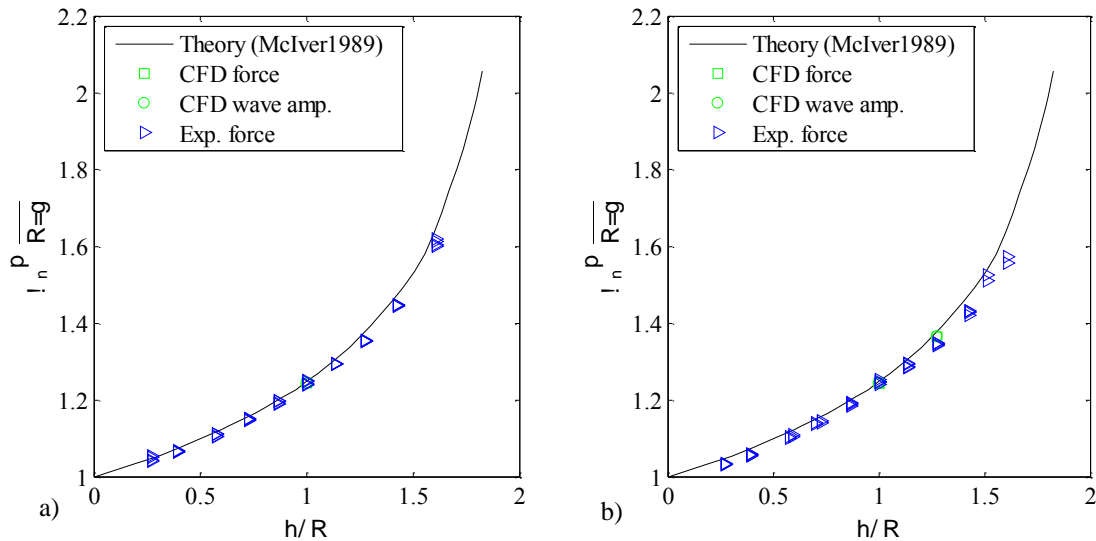 2.2
2
1.8
1.6
1.4
1.2
1
0 0.5 1 1.5 2
Theory (McIver1989)
CFD force
CFD wave amp.
Exp. force
! n p R=g
h/ R
a)
2.2
2
1.8
1.6
1.4
1.2
1
0 0.5 1 1.5 2
Theory (McIver1989)
CFD force
CFD wave amp.
Exp. force
! n p R=g
h/ R
b)